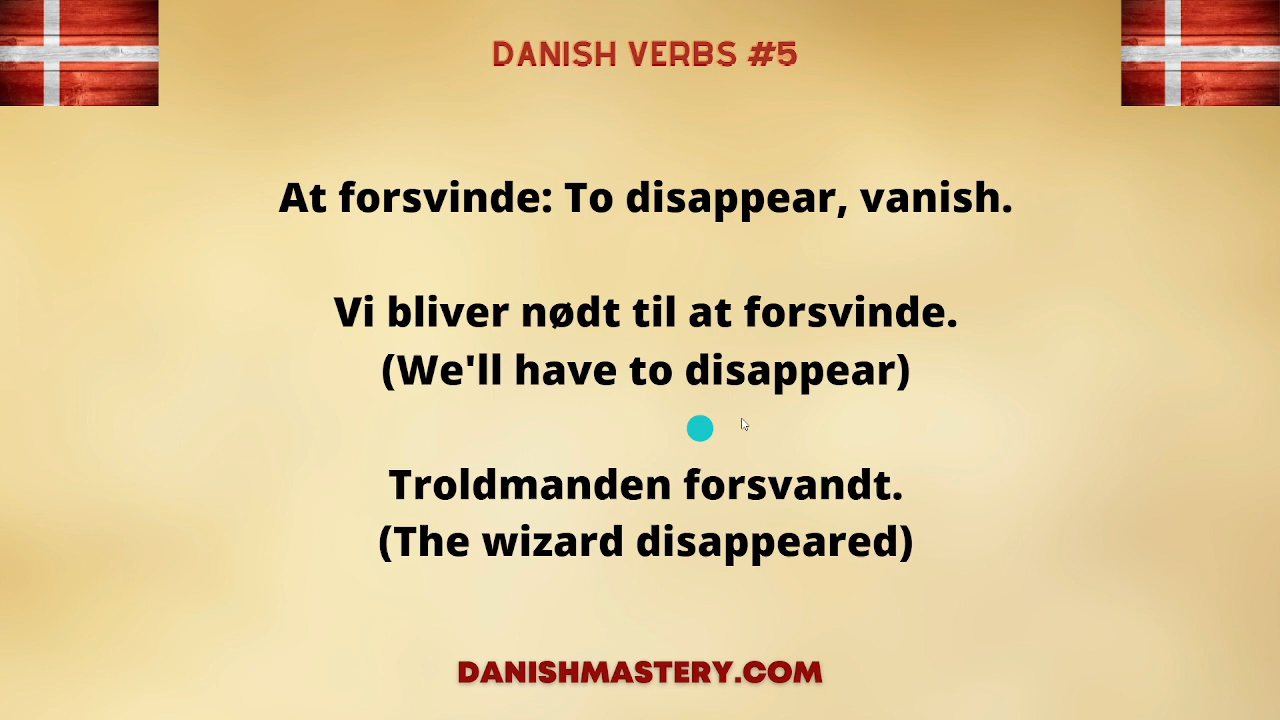 DANISH VERBS #5
At forsvinde: To disappear, vanish.
Vi bliver nødt til at forsvinde.
(We'll have to disappear)
Troldmanden forsvandt.
(The wizard disappeared)
DANISHMASTERY.COM